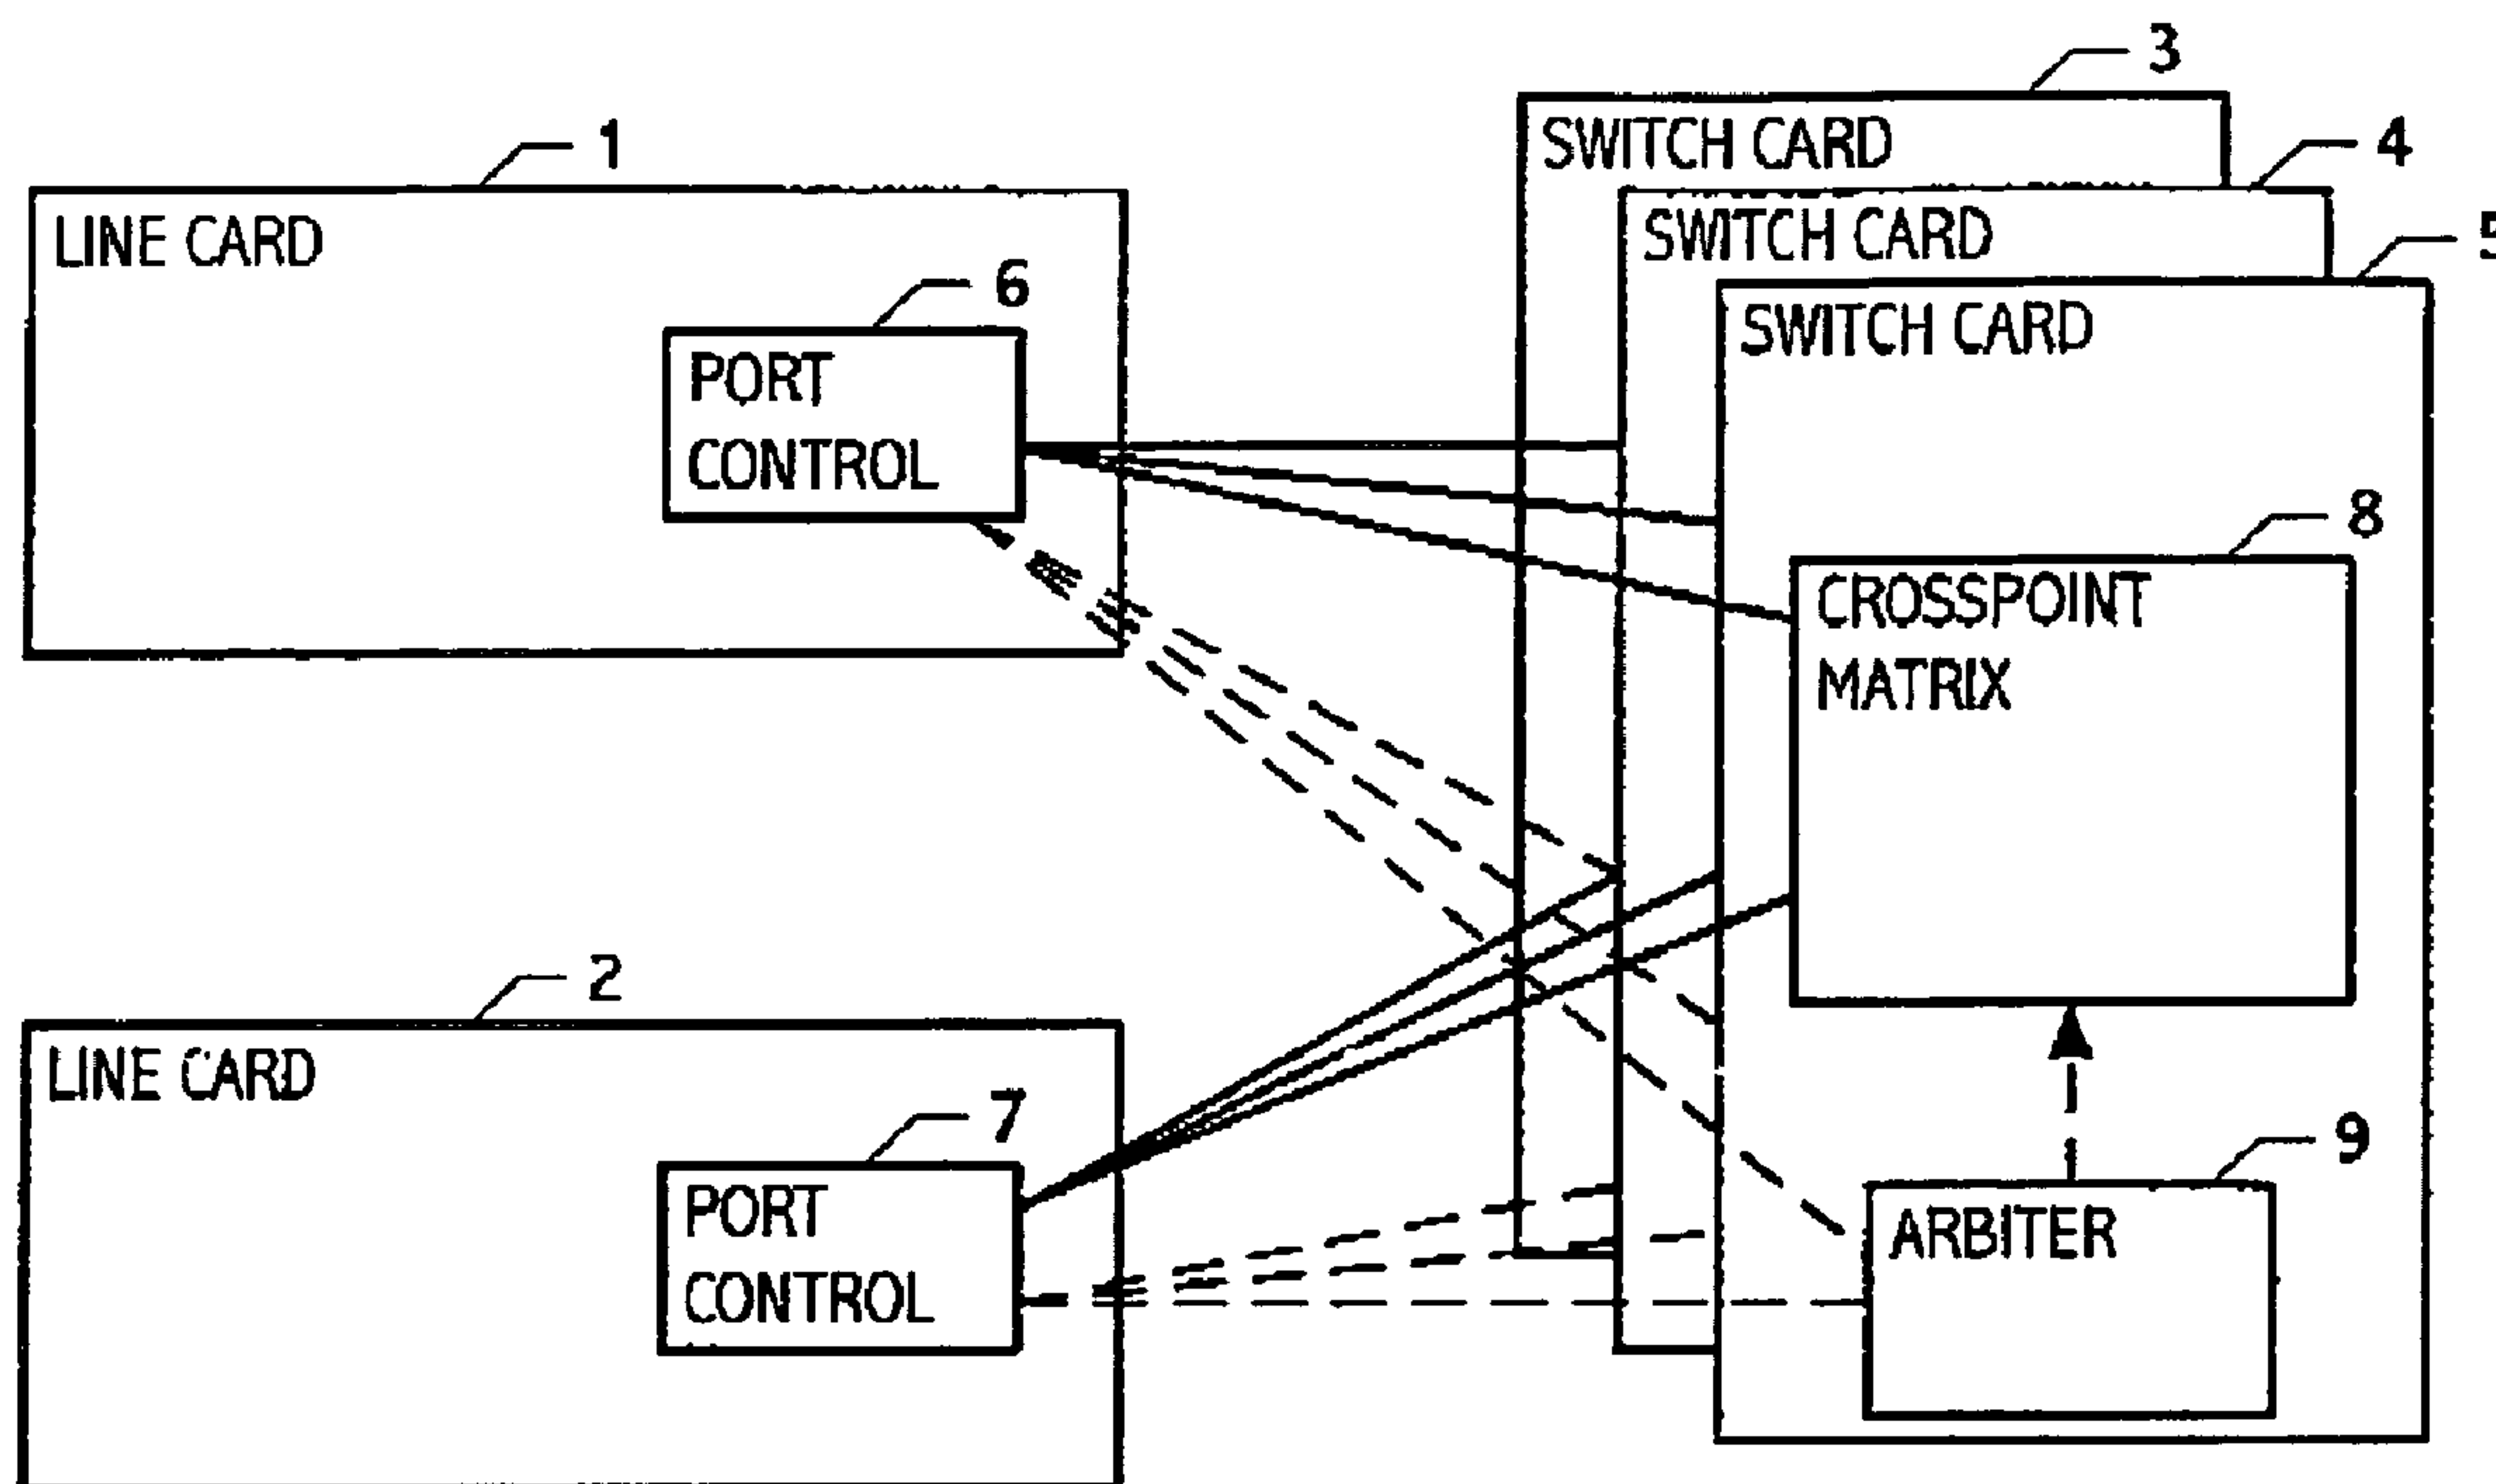 3
SWITCH CARD
4
SWITCH CARD
5
SWITCH CARD
1
LINE CARD
6
PORT
CONTROL
8
CROSSPOINT
MATRIX
2
LINE CARD
7
PORT
CONTROL
9
ARBITER